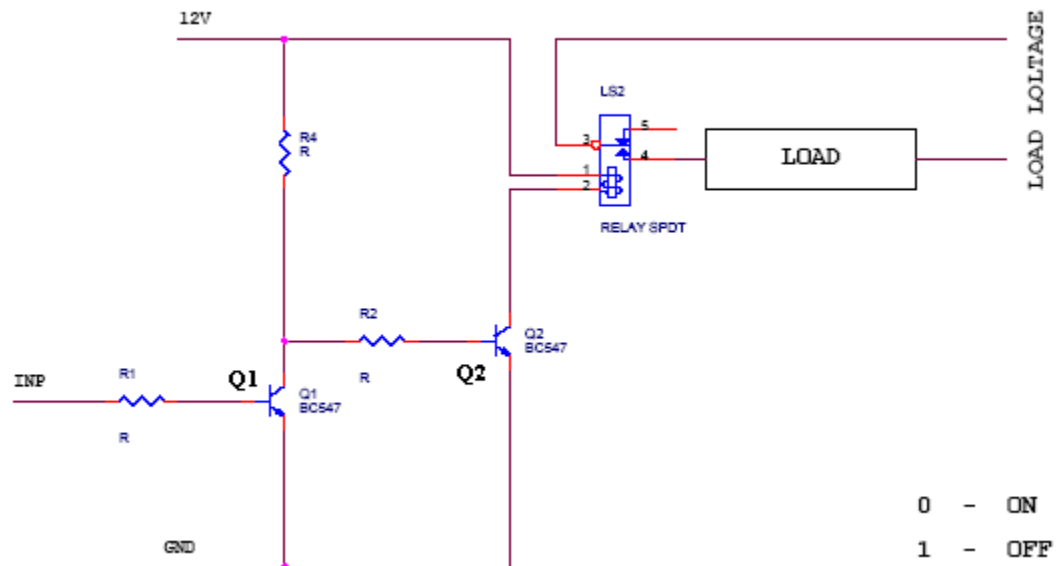 12V
LOAD LOLTAGE
LS2
R4
R
3
5
4
LOAD
1
2
RELAY SPDT
R2
R
Q2
BC547
Q2
INP
R1
R
Q1
Q1
BC547
0 - ON
GND
1 - OFF